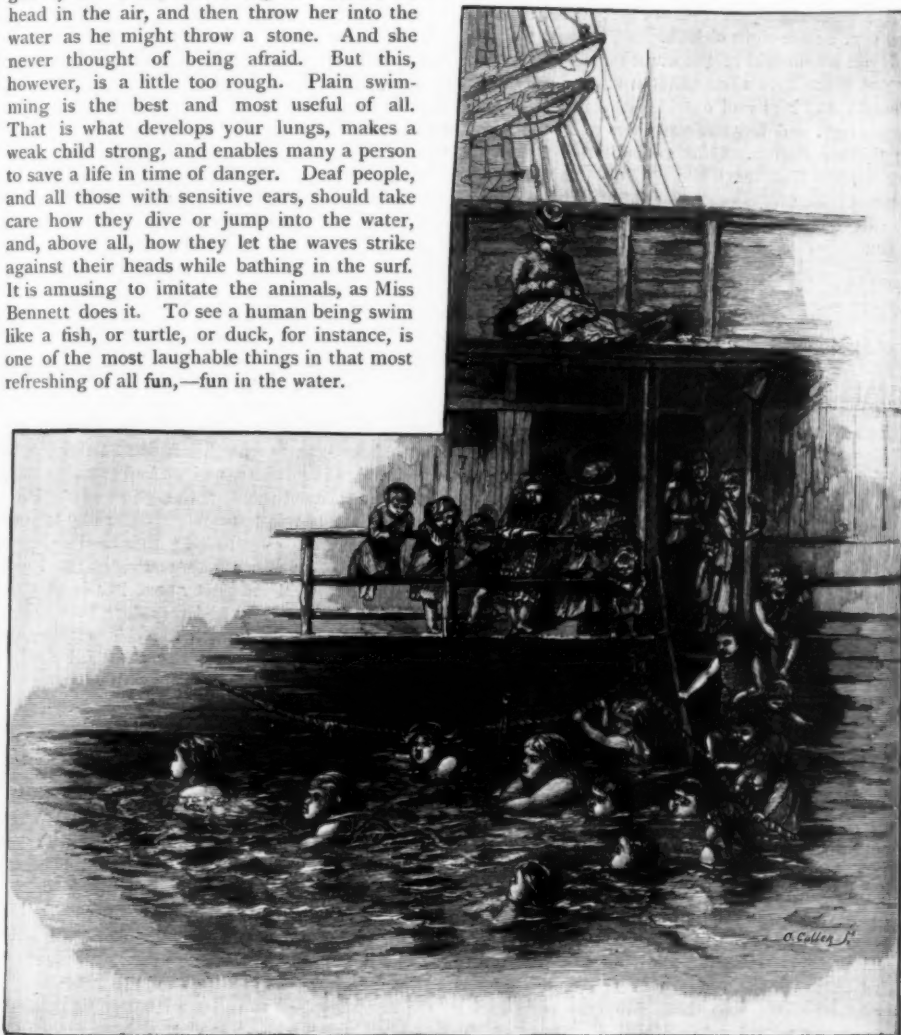 head in the air, and then throw her into the
water as he might throw a stone. And she
never thought of being afraid. But this,
however, is a little too rough. Plain swim-
ming is the best and most useful of all.
That is what develops your lungs, makes a
weak child strong, and enables many a person
to save a life in time of danger. Deaf people,
and all those with sensitive ears, should take
care how they dive or jump into the water,
and, above all, how they let the waves strike
against their heads while bathing in the surf.
It is amusing to imitate the animals, as Miss
Bennett does it. To see a human being swim
like a fish, or turtle, or duck, for instance, is
one of the most laughable things in that most
refreshing of all fun,—fun in the water.
7